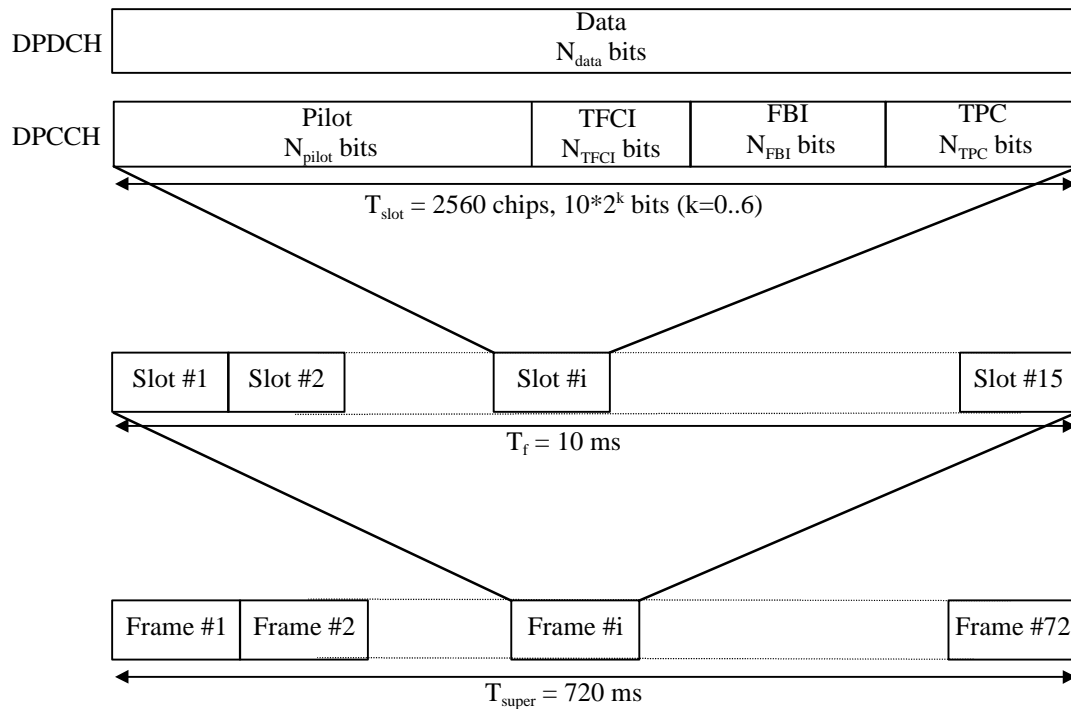 DPDCH
Data
N_data bits
DPCCH
Pilot
N_pilot bits
TFCI
N_TFCI bits
FBI
N_FBI bits
TPC
N_TPC bits
T_slot = 2560 chips, 10*2^k bits (k=0..6)
Slot #1
Slot #2
Slot #i
Slot #15
T_f = 10 ms
Frame #1
Frame #2
Frame #i
Frame #72
T_super = 720 ms